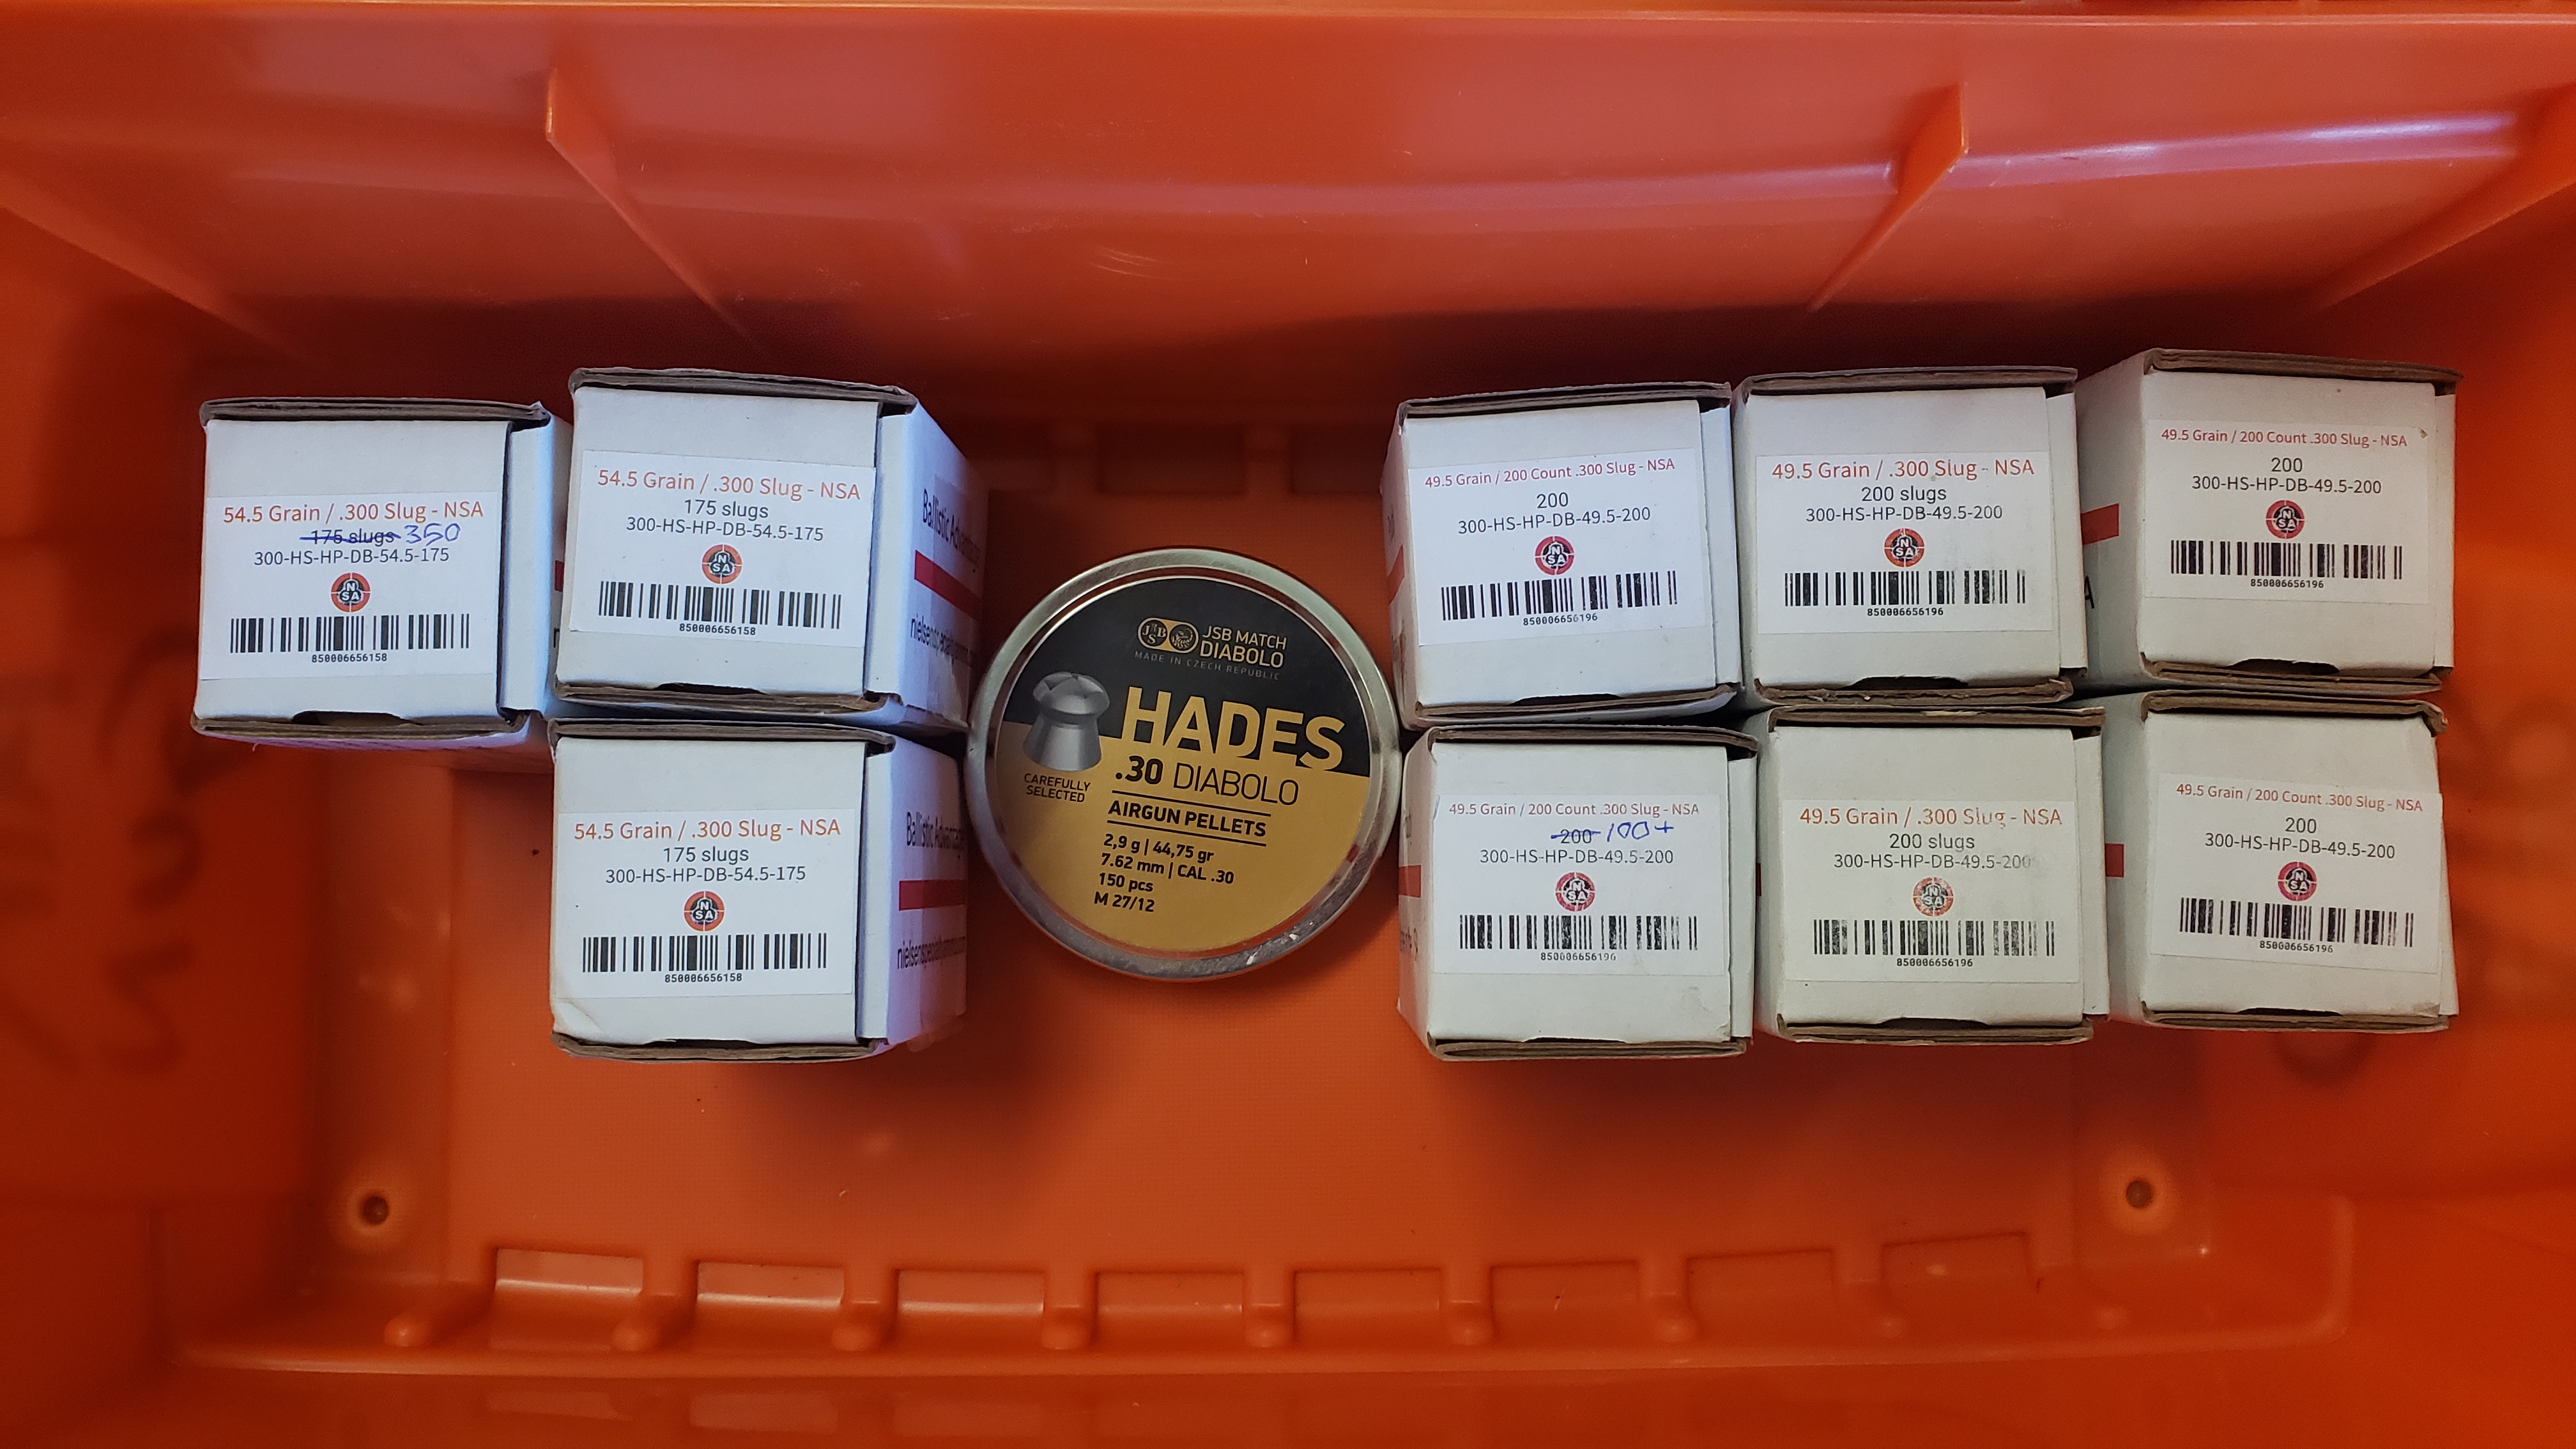 54.5 Grain / .300 Slug - NSA
175 slugs 350
300-HS-HP-DB-54.5-175
NSA
850006656158
54.5 Grain / .300 Slug - NSA
175 slugs
300-HS-HP-DB-54.5-175
NSA
850006656158
54.5 Grain / .300 Slug - NSA
175 slugs
300-HS-HP-DB-54.5-175
NSA
850006656158
JSB
JSB MATCH
DIABOLO
MADE IN CZECH REPUBLIC
HADES
.30 DIABOLO
CAREFULLY
SELECTED
AIRGUN PELLETS
2,9 g | 44,75 gr
7.62 mm | CAL .30
150 pcs
M 27/12
49.5 Grain / 200 Count .300 Slug - NSA
200
300-HS-HP-DB-49.5-200
NSA
850006656196
49.5 Grain / .300 Slug - NSA
200 slugs
300-HS-HP-DB-49.5-200
NSA
850006656196
49.5 Grain / 200 Count .300 Slug - NSA
200
300-HS-HP-DB-49.5-200
NSA
850006656196
49.5 Grain / 200 Count .300 Slug - NSA
200 100+
300-HS-HP-DB-49.5-200
NSA
850006656196
49.5 Grain / .300 Slug - NSA
200 slugs
300-HS-HP-DB-49.5-200
NSA
850006656196
49.5 Grain / 200 Count .300 Slug - NSA
200
300-HS-HP-DB-49.5-200
NSA
850006656196